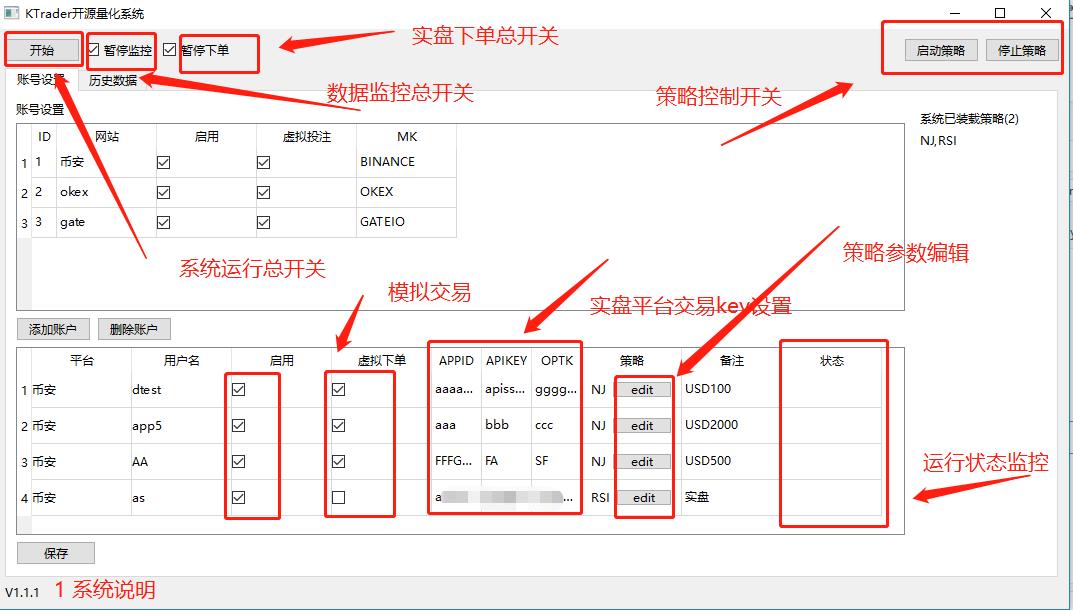 KTrader开源量化系统
开始 暂停监控 暂停下单 启动策略 停止策略
实盘下单总开关
账号设置 历史数据
数据监控总开关
策略控制开关
账号设置
系统已装载策略(2)
NJ,RSI
ID 网站 启用 虚拟投注 MK
1 1 币安 BINANCE
2 2 okex OKEX
3 3 gate GATEIO
系统运行总开关
模拟交易
实盘平台交易key设置
策略参数编辑
添加账户 删除账户
平台 用户名 启用 虚拟下单 APPID APIKEY OPTK 策略 备注 状态
1 币安 dtest aaaa... apiss... gggg... NJ edit USD100
2 币安 app5 aaa bbb ccc NJ edit USD2000
3 币安 AA FFFG... FA SF NJ edit USD500
4 币安 as a ... RSI edit 实盘
运行状态监控
保存
V1.1.1 1 系统说明